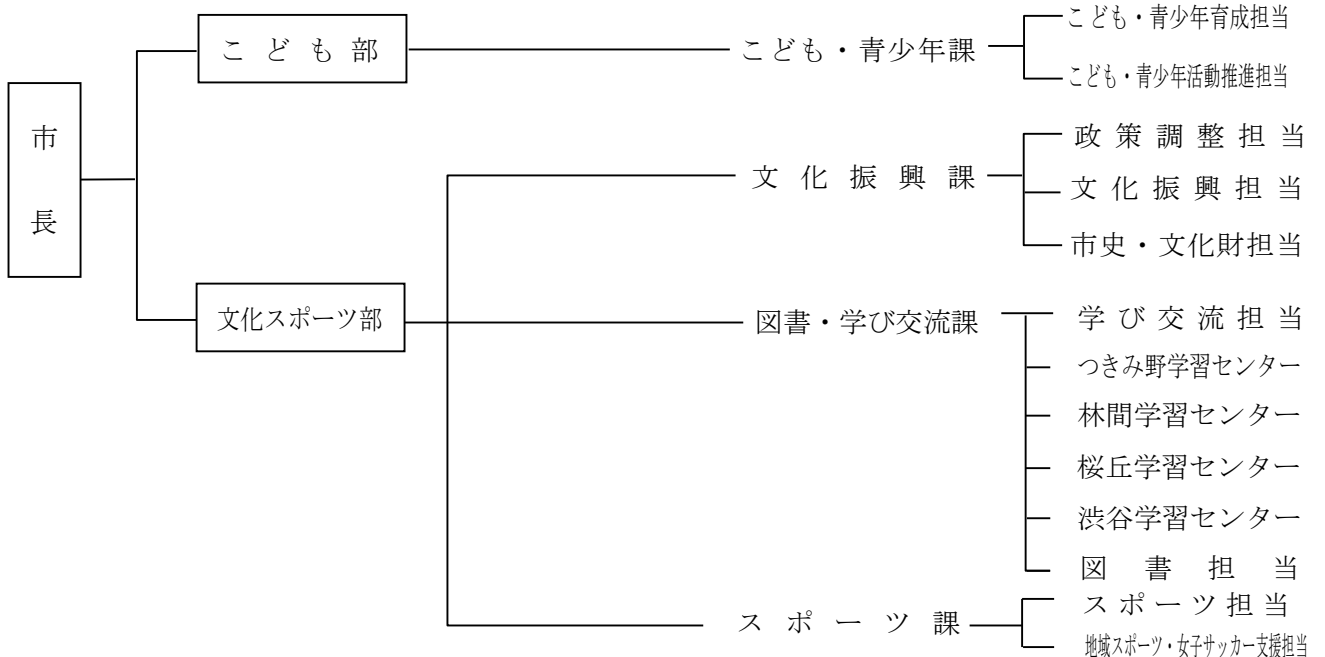 市長
こども部
こども・青少年課
こども・青少年育成担当
こども・青少年活動推進担当
文化スポーツ部
文化振興課
政策調整担当
文化振興担当
市史・文化財担当
図書・学び交流課
学び交流担当
つきみ野学習センター
林間学習センター
桜丘学習センター
渋谷学習センター
図書担当
スポーツ課
スポーツ担当
地域スポーツ・女子サッカー支援担当